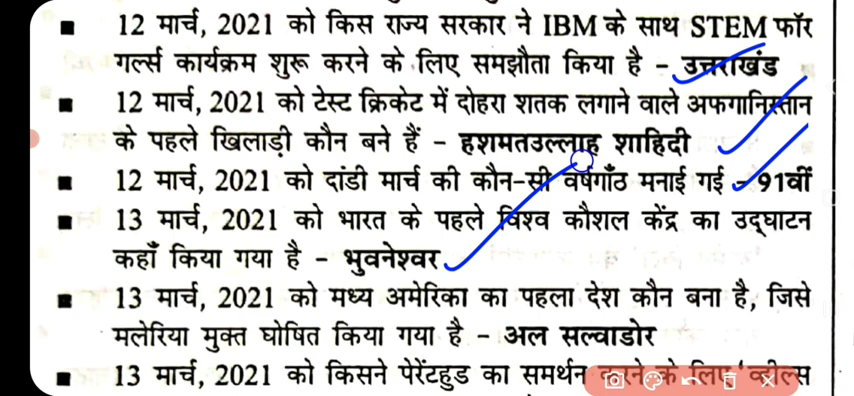 ■ 12 मार्च, 2021 को किस राज्य सरकार ने IBM के साथ STEM फॉर
गर्ल्स कार्यक्रम शुरू करने के लिए समझौता किया है – उत्तराखंड
■ 12 मार्च, 2021 को टेस्ट क्रिकेट में दोहरा शतक लगाने वाले अफगानिस्तान
के पहले खिलाड़ी कौन बने हैं – हशमतउल्लाह शाहिदी
■ 12 मार्च, 2021 को दांडी मार्च की कौन-सी वर्षगाँठ मनाई गई – 91वीं
■ 13 मार्च, 2021 को भारत के पहले विश्व कौशल केंद्र का उद्घाटन
कहाँ किया गया है – भुवनेश्वर
■ 13 मार्च, 2021 को मध्य अमेरिका का पहला देश कौन बना है, जिसे
मलेरिया मुक्त घोषित किया गया है – अल सल्वाडोर
■ 13 मार्च, 2021 को किसने पेरेंटहुड का समर्थन करने के लिए 'व्हील्स